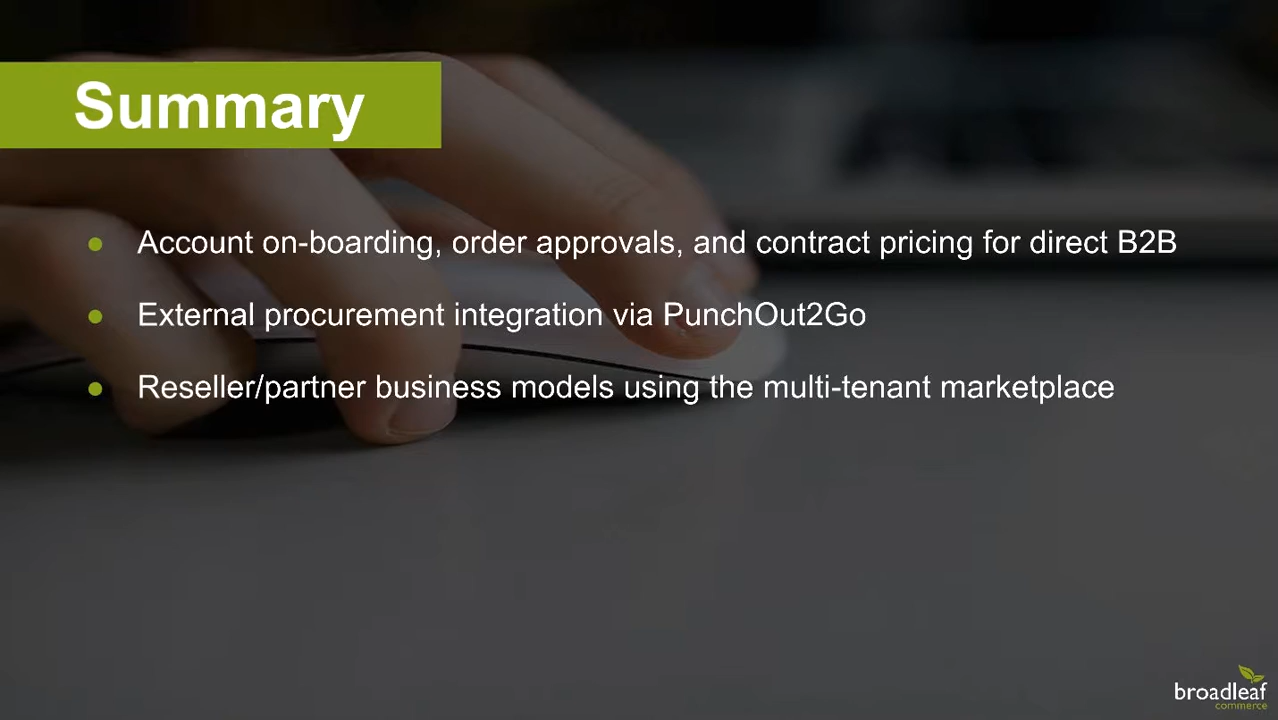 Summary
Account on-boarding, order approvals, and contract pricing for direct B2B
External procurement integration via PunchOut2Go
Reseller/partner business models using the multi-tenant marketplace
broadleaf
commerce